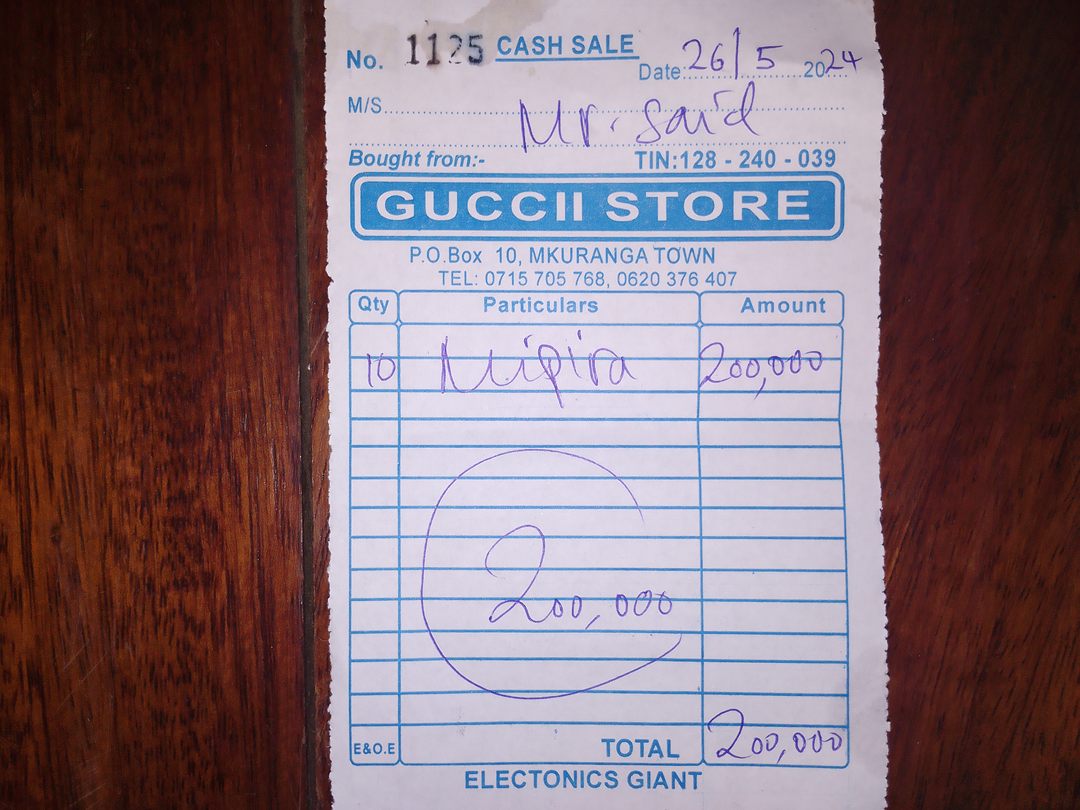 No. 1125 CASH SALE
Date: 26/5 2024
M/S Mr. Said
Bought from:- TIN:128 - 240 - 039
GUCCII STORE
P.O.Box 10, MKURANGA TOWN
TEL: 0715 705 768, 0620 376 407
Qty Particulars Amount
10 Mipira 200,000
200,000
E&O.E TOTAL 200,000
ELECTONICS GIANT